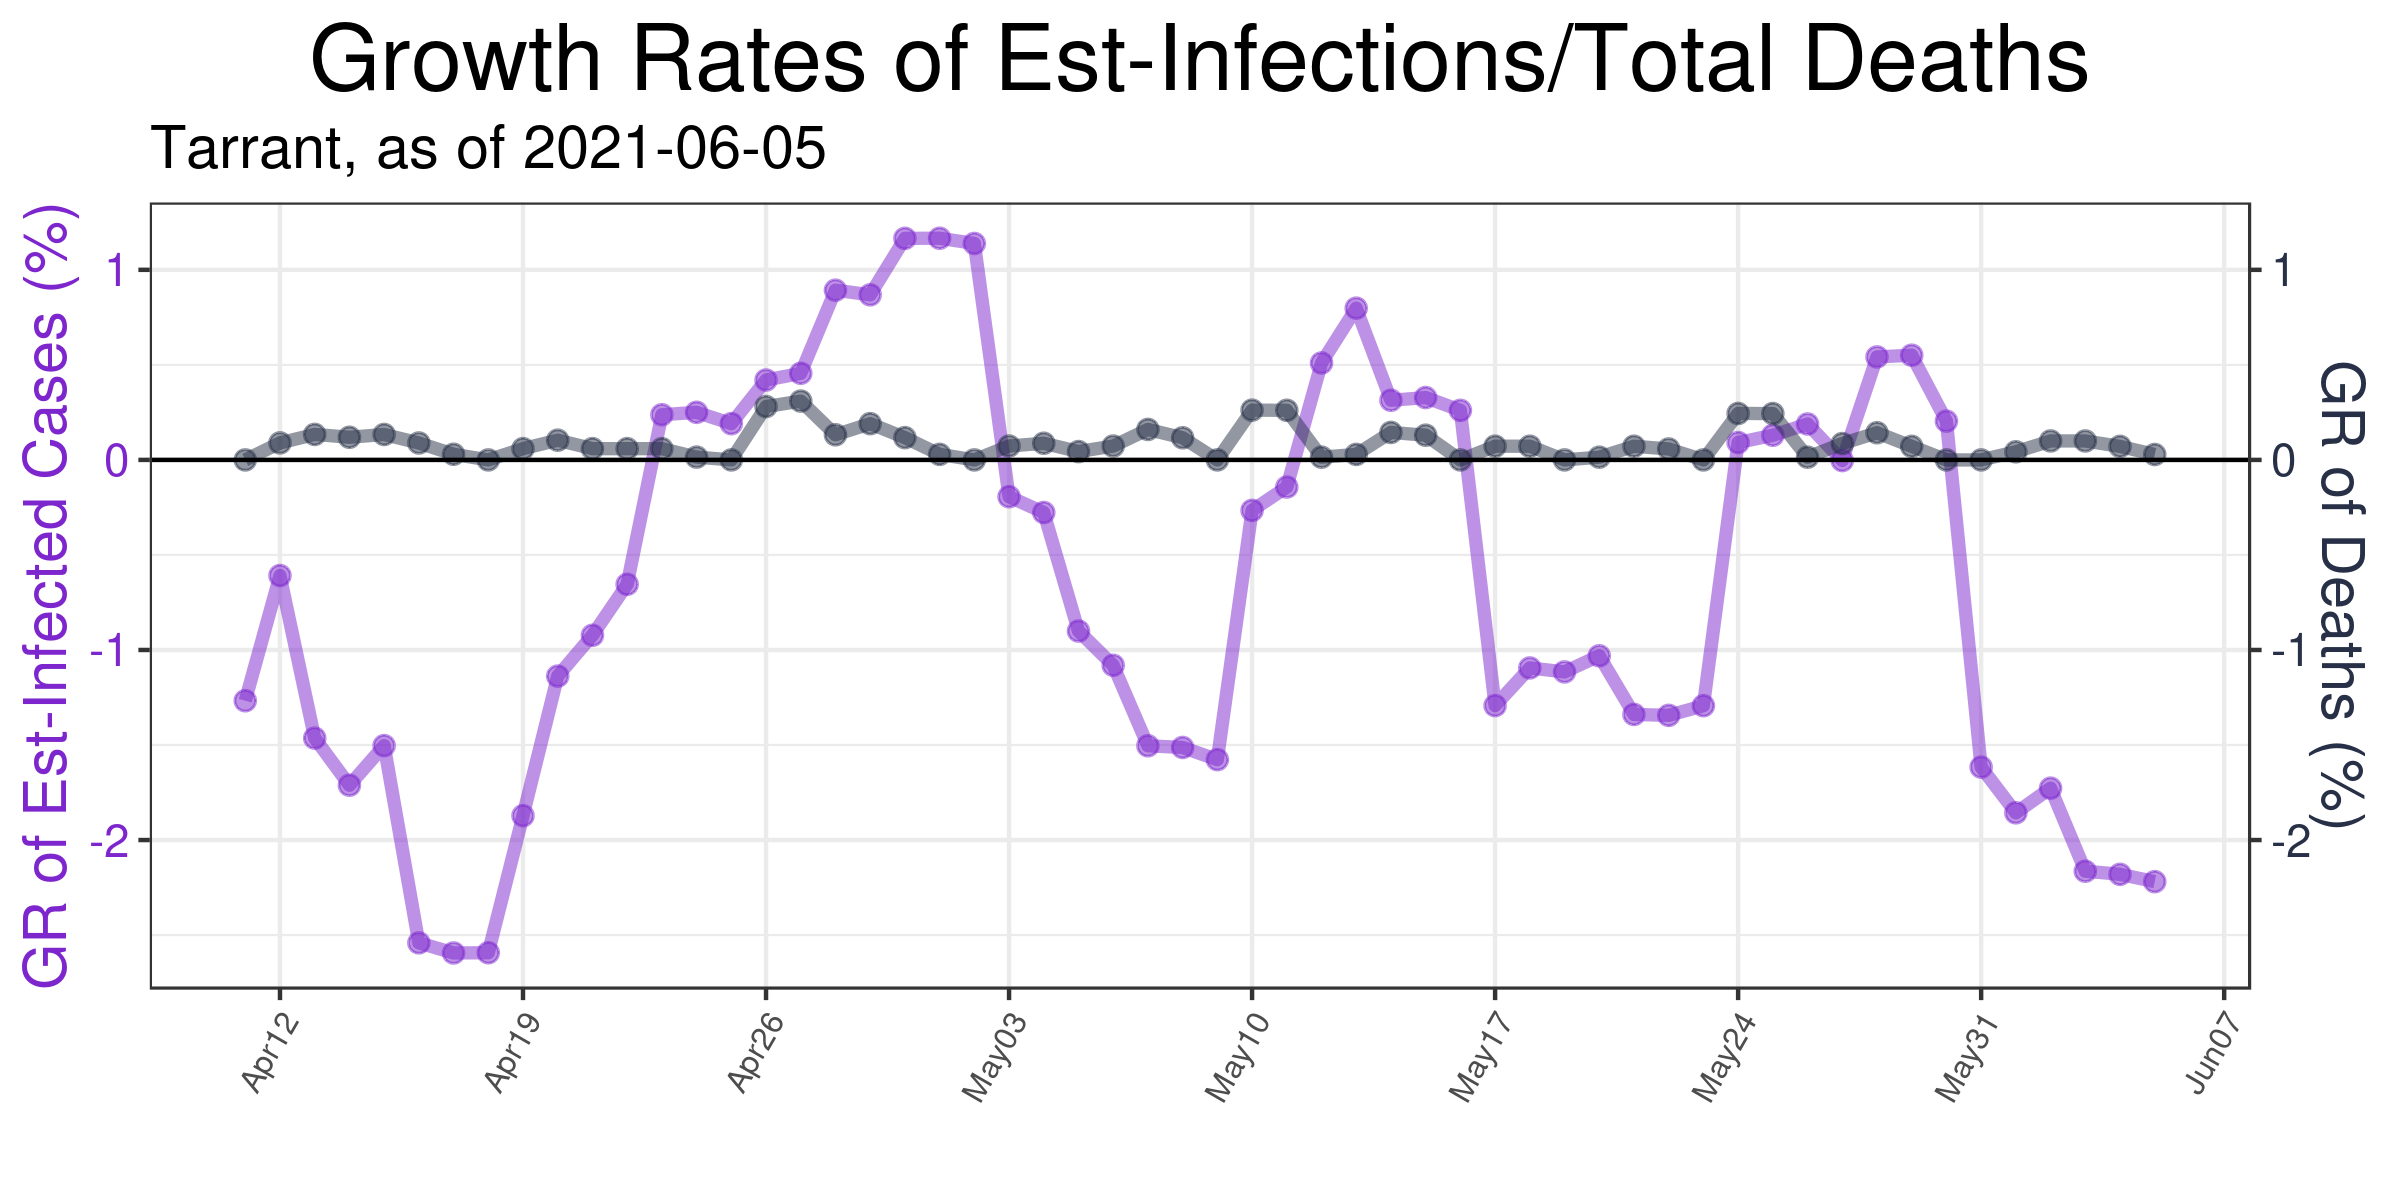 Growth Rates of Est-Infections/Total Deaths
Tarrant, as of 2021-06-05
GR of Est-Infected Cases (%)
1
0
-1
-2
1
0
-1
-2
GR of Deaths (%)
Apr12
Apr19
Apr26
May03
May10
May17
May24
May31
Jun07